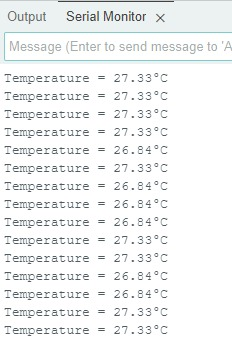 Output Serial Monitor ×
Message (Enter to send message to 'A
Temperature = 27.33°C
Temperature = 27.33°C
Temperature = 27.33°C
Temperature = 27.33°C
Temperature = 26.84°C
Temperature = 27.33°C
Temperature = 26.84°C
Temperature = 26.84°C
Temperature = 26.84°C
Temperature = 27.33°C
Temperature = 27.33°C
Temperature = 26.84°C
Temperature = 26.84°C
Temperature = 27.33°C
Temperature = 27.33°C